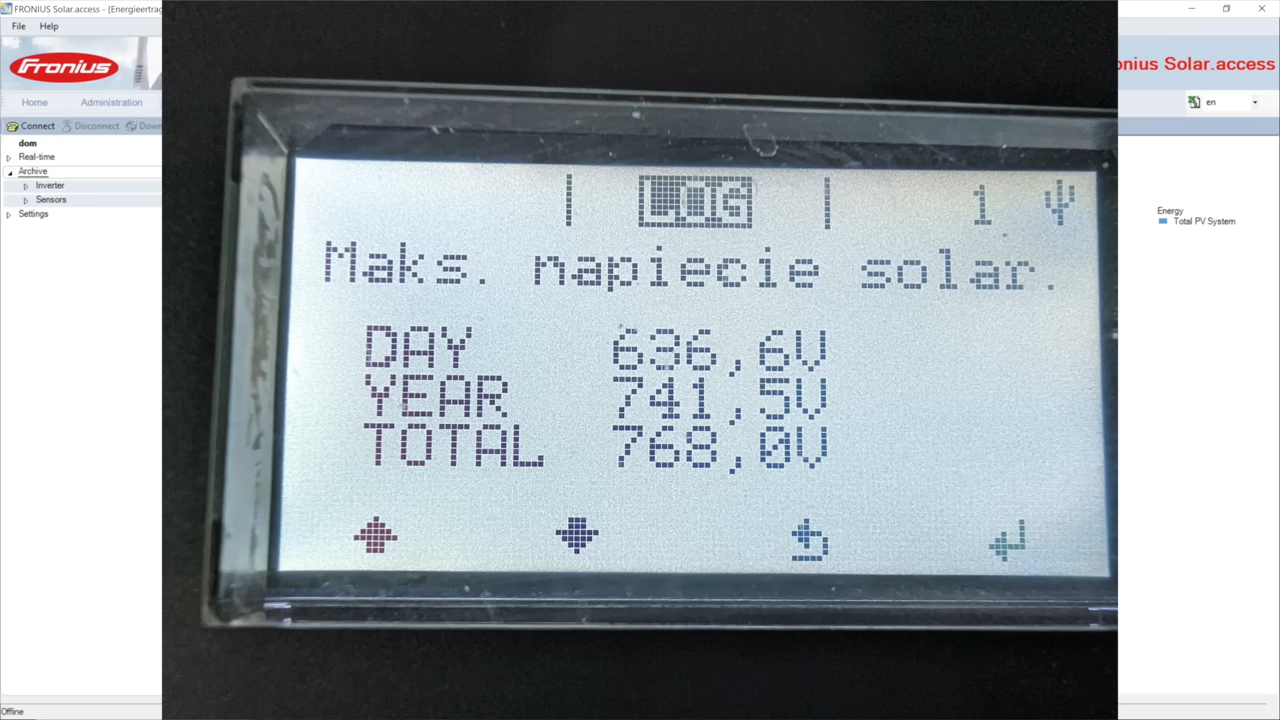 FRONIUS Solar.access - [Energieertrag
File Help
Fronius
onius Solar.access
Home Administration
en
Connect Disconnect Down
dom
Real-time
Archive
Inverter
Sensors
Settings
Energy
Total PV System
LOG 1
Maks. napiecie solar.
DAY 636,6V
YEAR 741,5V
TOTAL 768,0V
Offline